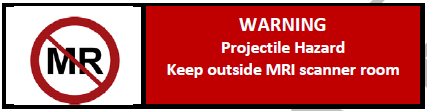 MR
WARNING
Projectile Hazard
Keep outside MRI scanner room